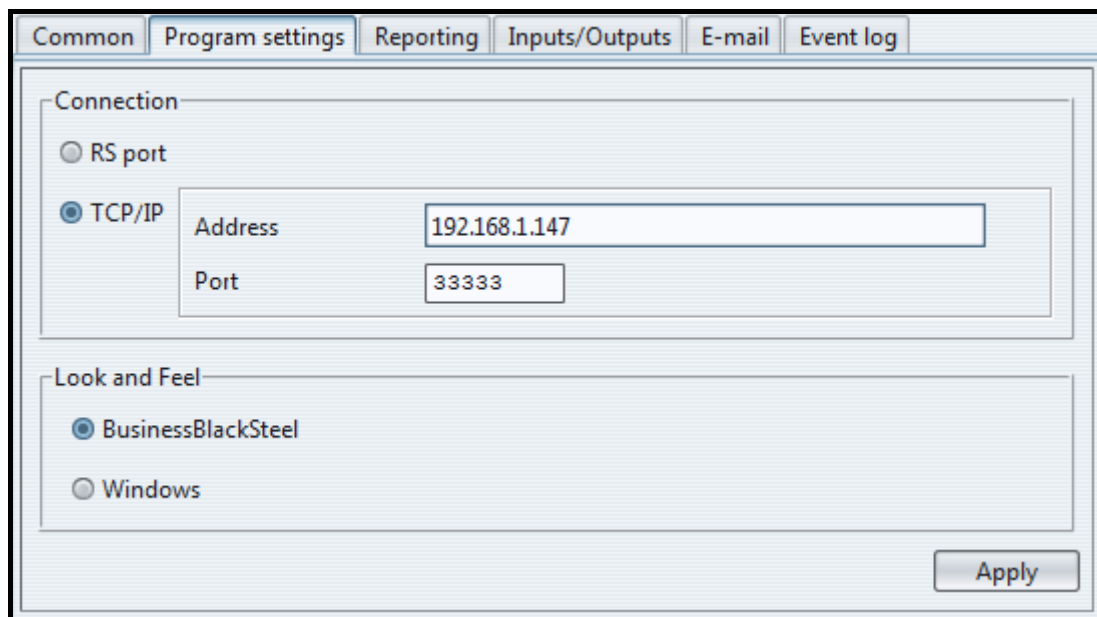 Common Program settings Reporting Inputs/Outputs E-mail Event log
Connection
RS port
TCP/IP
Address 192.168.1.147
Port 33333
Look and Feel
BusinessBlackSteel
Windows
Apply